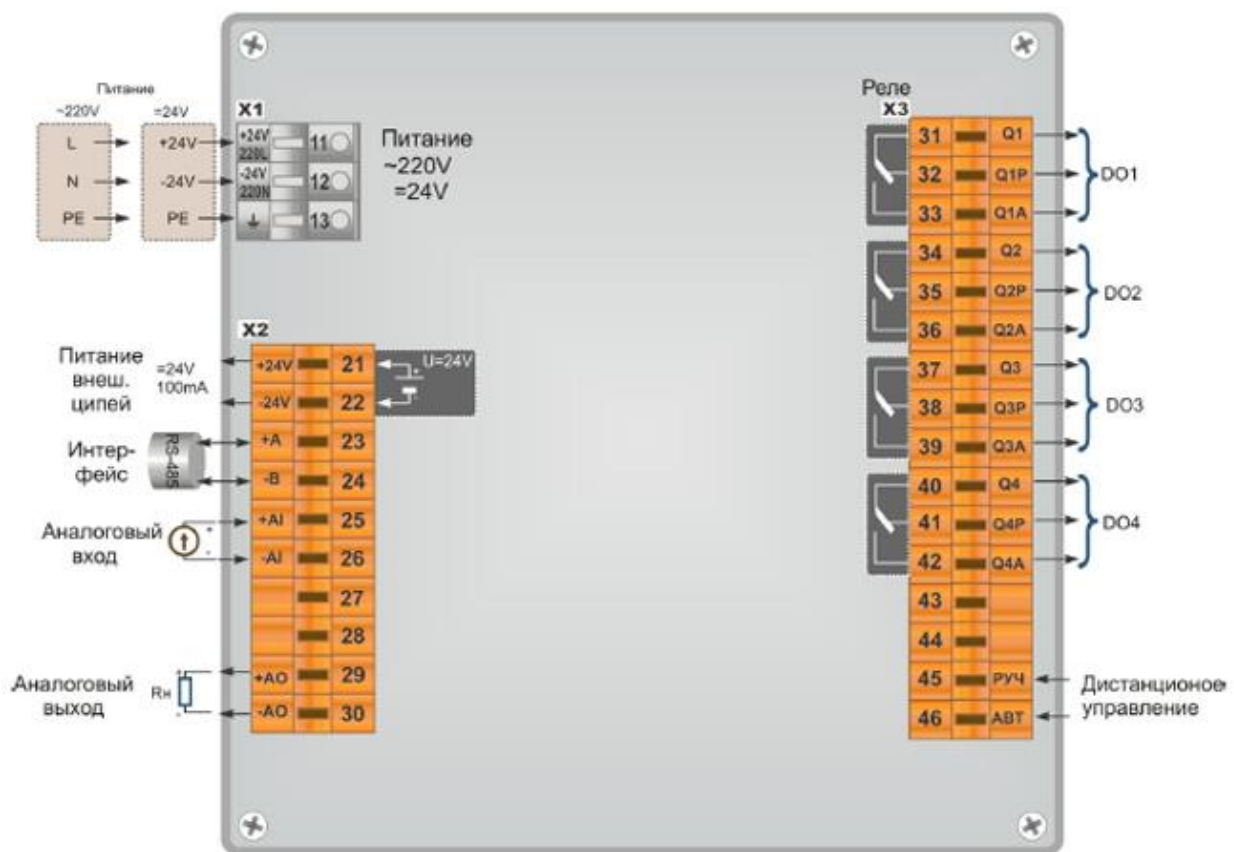 Питание
~220V
=24V
L
+24V
N
-24V
PE
PE
X1
+24V
220L
11
-24V
220N
12
13
Питание
~220V
=24V
X2
Питание
внеш.
ципей
=24V
100mA
+24V
21
U=24V
-24V
22
Интер-
фейс
RS-485
+A
23
-B
24
Аналоговый
вход
+AI
25
-AI
26
27
28
Аналоговый
выход
Rн
+AO
29
-AO
30
Реле
X3
31
Q1
32
Q1P
33
Q1A
DO1
34
Q2
35
Q2P
36
Q2A
DO2
37
Q3
38
Q3P
39
Q3A
DO3
40
Q4
41
Q4P
42
Q4A
DO4
43
44
45
РУЧ
46
АВТ
Дистанционое
управление